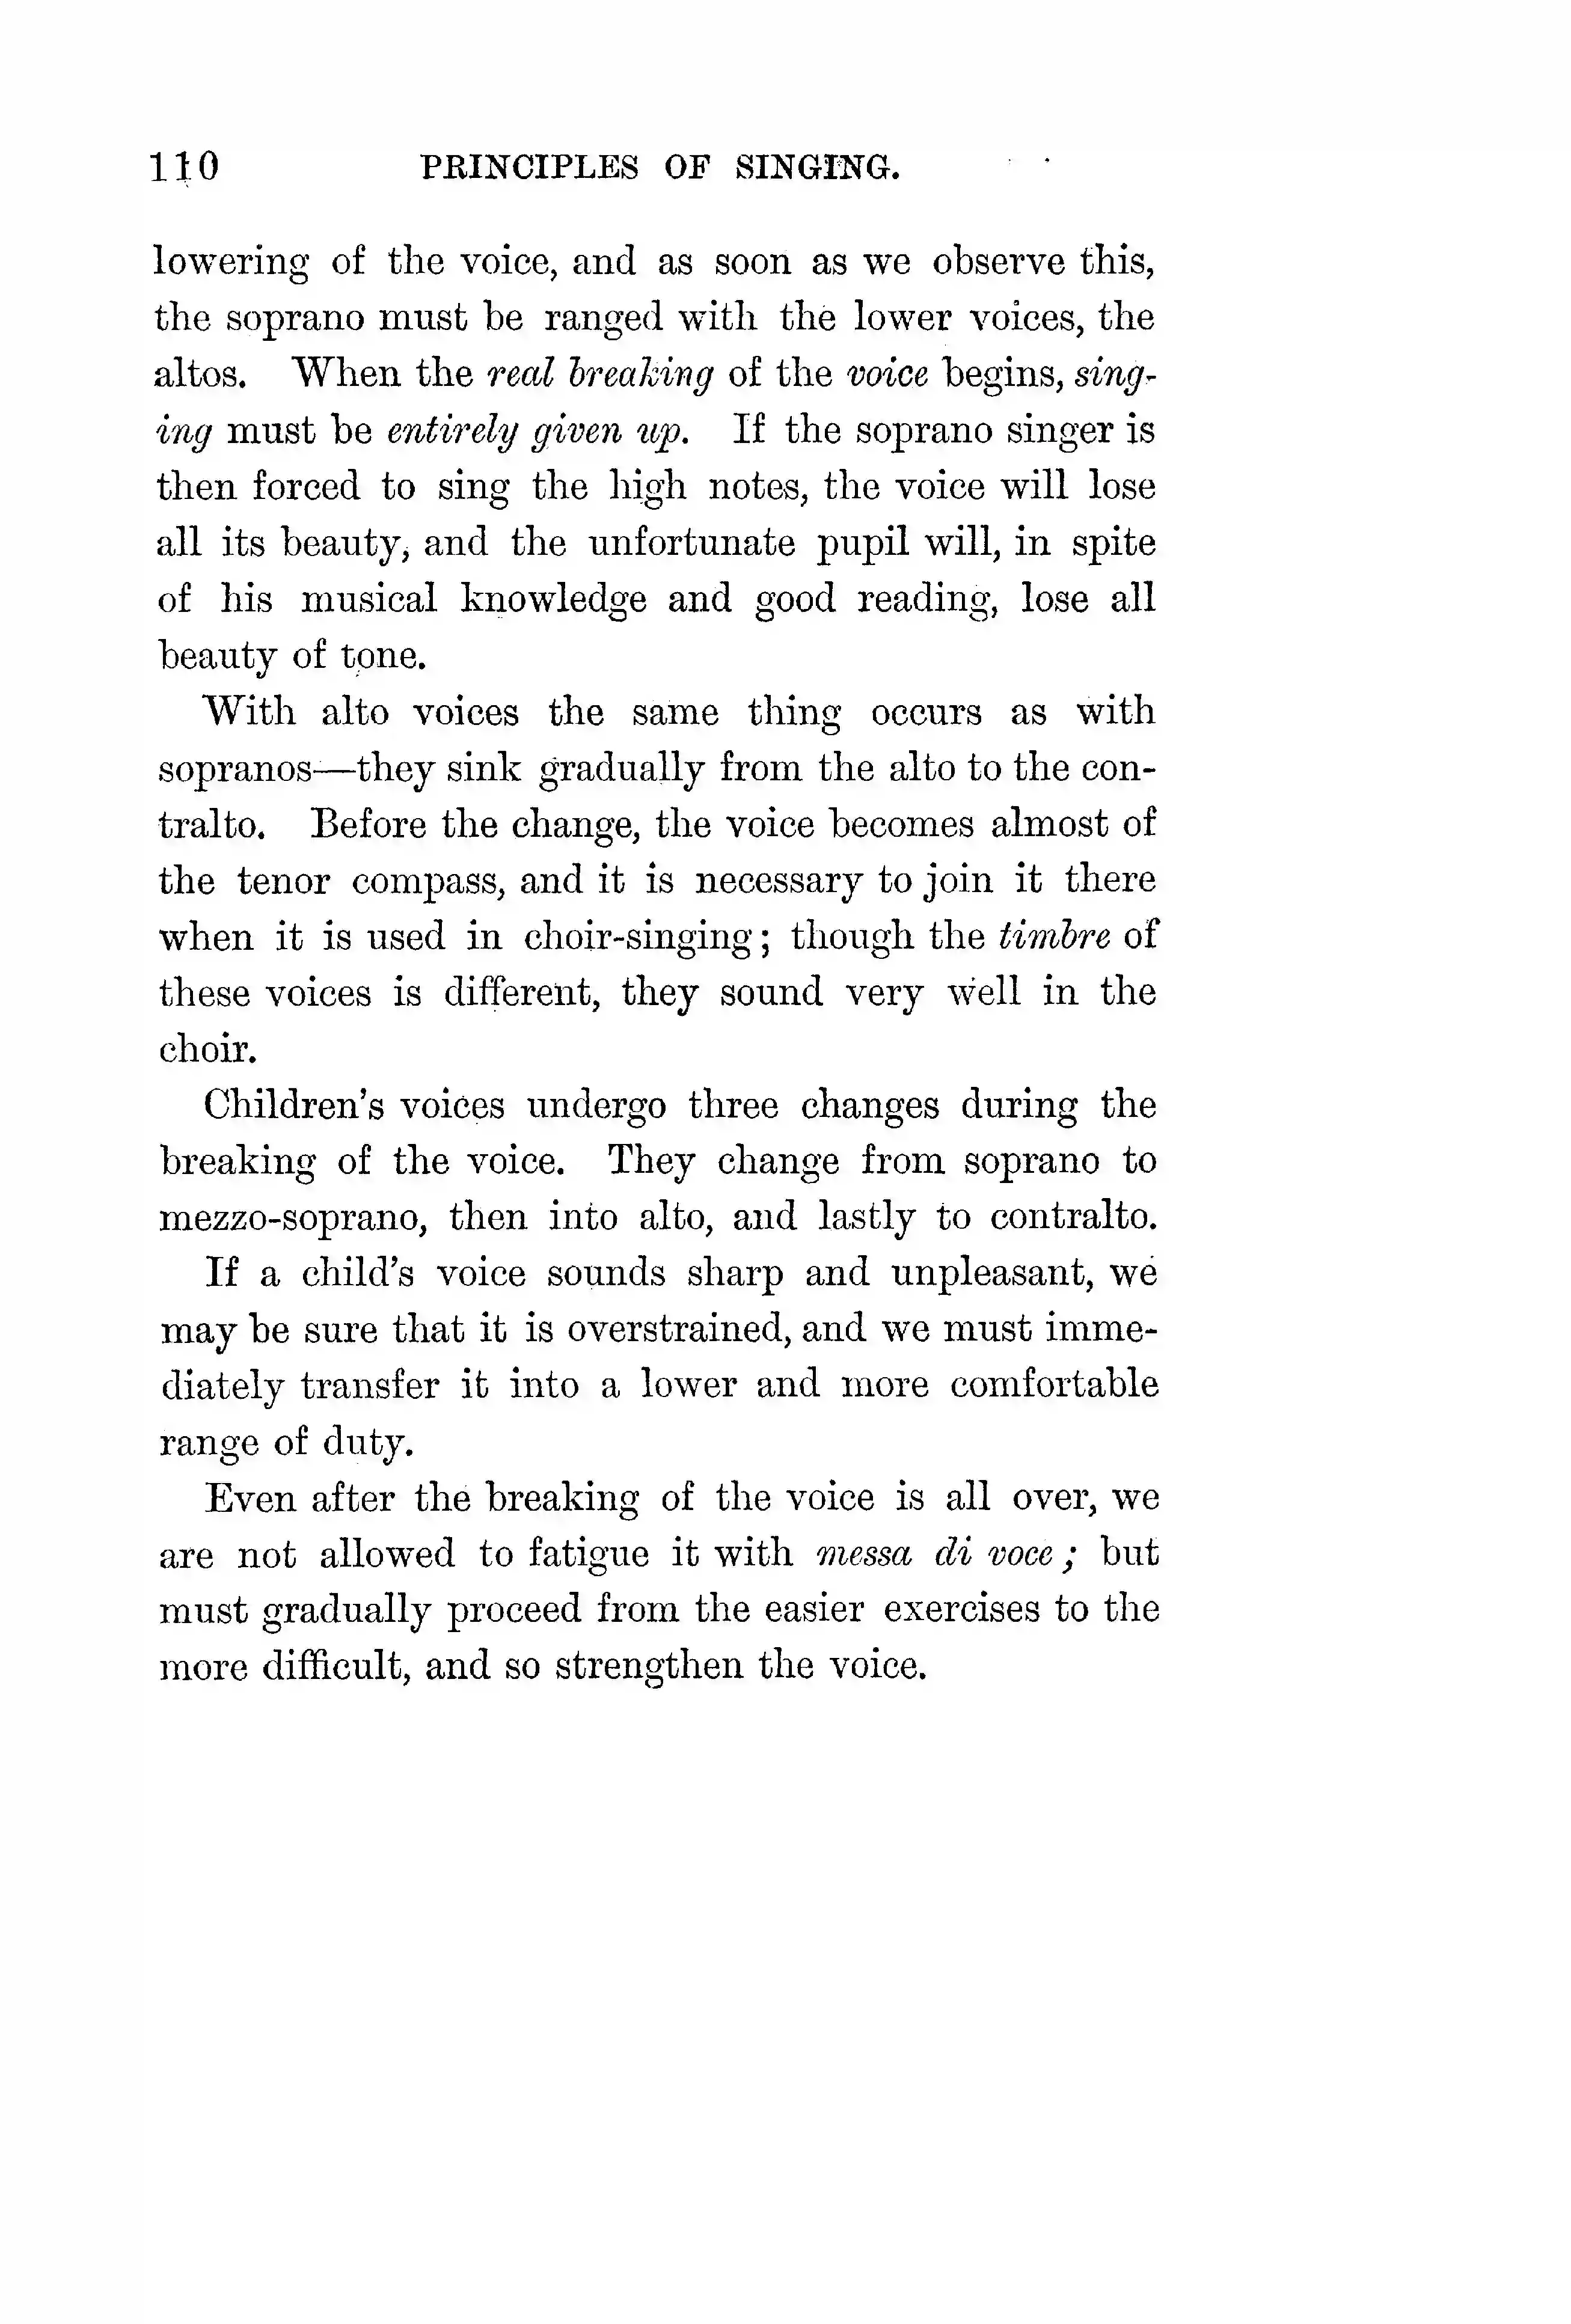 110 PRINCIPLES OF SINGING.
lowering of the voice, and as soon as we observe this,
the soprano must be ranged with the lower voices, the
altos. When the real breaking of the voice begins, sing-
ing must be entirely given up. If the soprano singer is
then forced to sing the high notes, the voice will lose
all its beauty, and the unfortunate pupil will, in spite
of his musical knowledge and good reading, lose all
beauty of tone.
With alto voices the same thing occurs as with
sopranos—they sink gradually from the alto to the con-
tralto. Before the change, the voice becomes almost of
the tenor compass, and it is necessary to join it there
when it is used in choir-singing; though the timbre of
these voices is different, they sound very well in the
choir.
Children's voices undergo three changes during the
breaking of the voice. They change from soprano to
mezzo-soprano, then into alto, and lastly to contralto.
If a child's voice sounds sharp and unpleasant, we
may be sure that it is overstrained, and we must imme-
diately transfer it into a lower and more comfortable
range of duty.
Even after the breaking of the voice is all over, we
are not allowed to fatigue it with messa di voce; but
must gradually proceed from the easier exercises to the
more difficult, and so strengthen the voice.